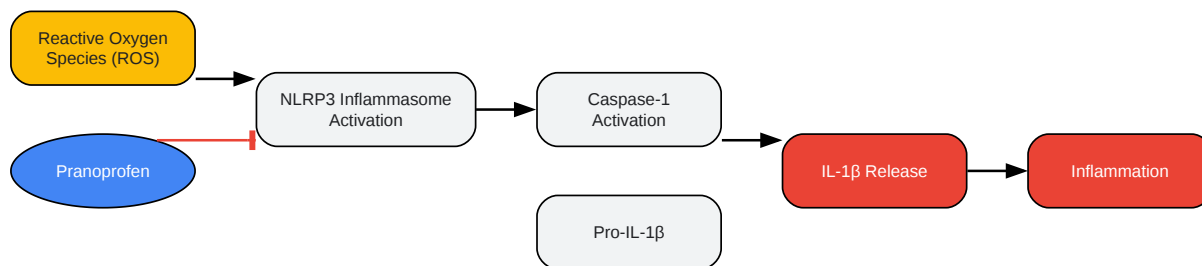 Reactive Oxygen
Species (ROS)
Pranoprofen
NLRP3 Inflammasome
Activation
Caspase-1
Activation
Pro-IL-1β
IL-1β Release
Inflammation